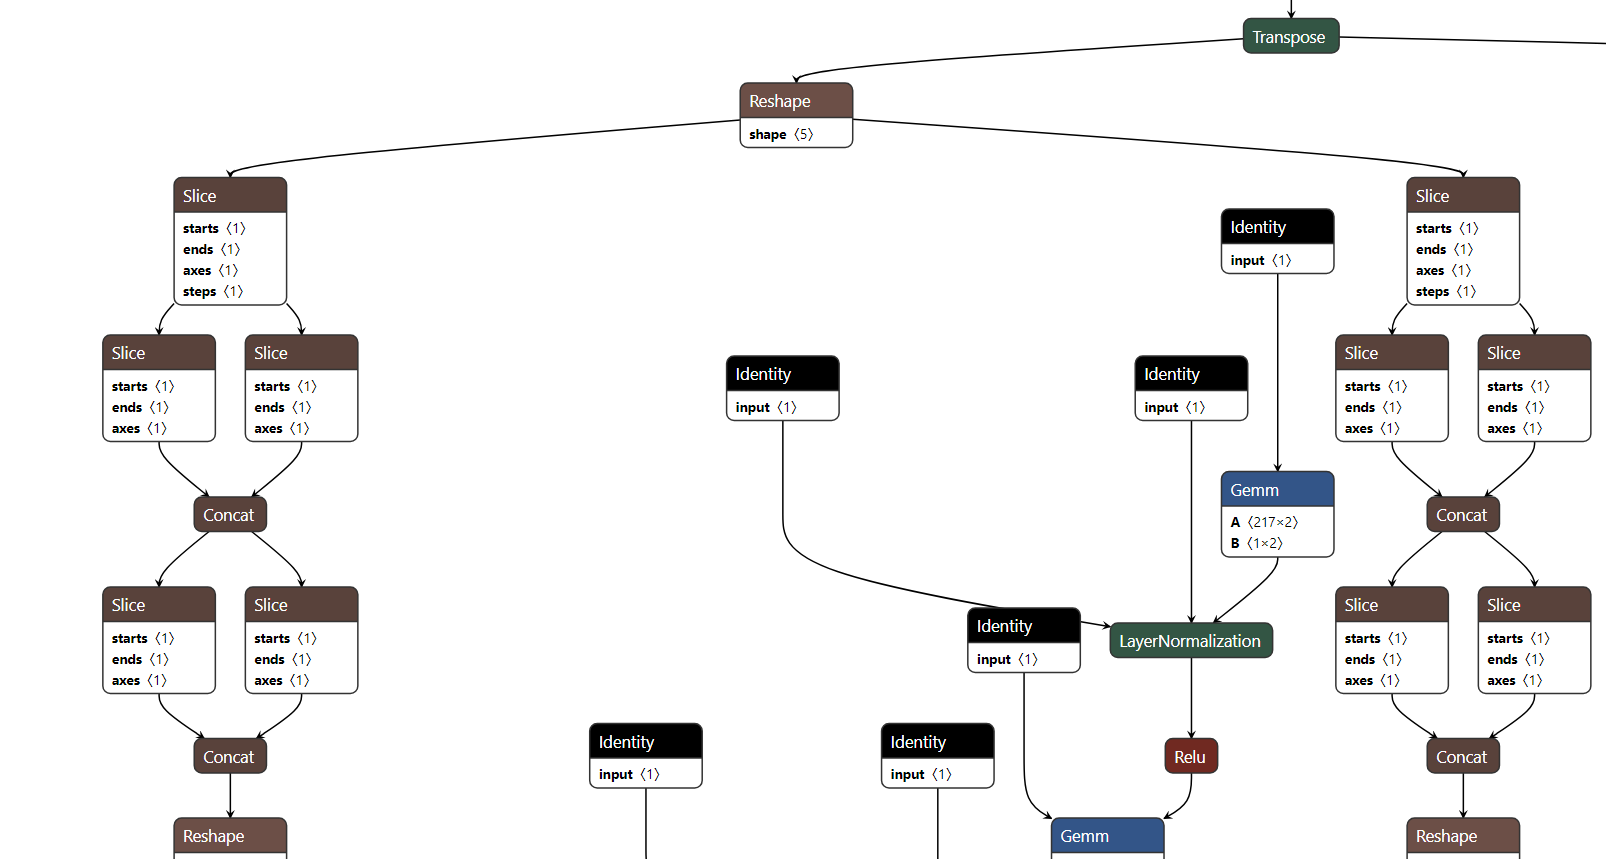 Transpose
Reshape
shape 〈5〉
Slice
starts 〈1〉
ends 〈1〉
axes 〈1〉
steps 〈1〉
Slice
starts 〈1〉
ends 〈1〉
axes 〈1〉
steps 〈1〉
Identity
input 〈1〉
Slice
starts 〈1〉
ends 〈1〉
axes 〈1〉
Slice
starts 〈1〉
ends 〈1〉
axes 〈1〉
Identity
input 〈1〉
Identity
input 〈1〉
Slice
starts 〈1〉
ends 〈1〉
axes 〈1〉
Slice
starts 〈1〉
ends 〈1〉
axes 〈1〉
Gemm
A 〈217×2〉
B 〈1×2〉
Concat
Concat
Slice
starts 〈1〉
ends 〈1〉
axes 〈1〉
Slice
starts 〈1〉
ends 〈1〉
axes 〈1〉
Identity
input 〈1〉
LayerNormalization
Slice
starts 〈1〉
ends 〈1〉
axes 〈1〉
Slice
starts 〈1〉
ends 〈1〉
axes 〈1〉
Concat
Identity
input 〈1〉
Identity
input 〈1〉
Relu
Concat
Reshape
Gemm
Reshape